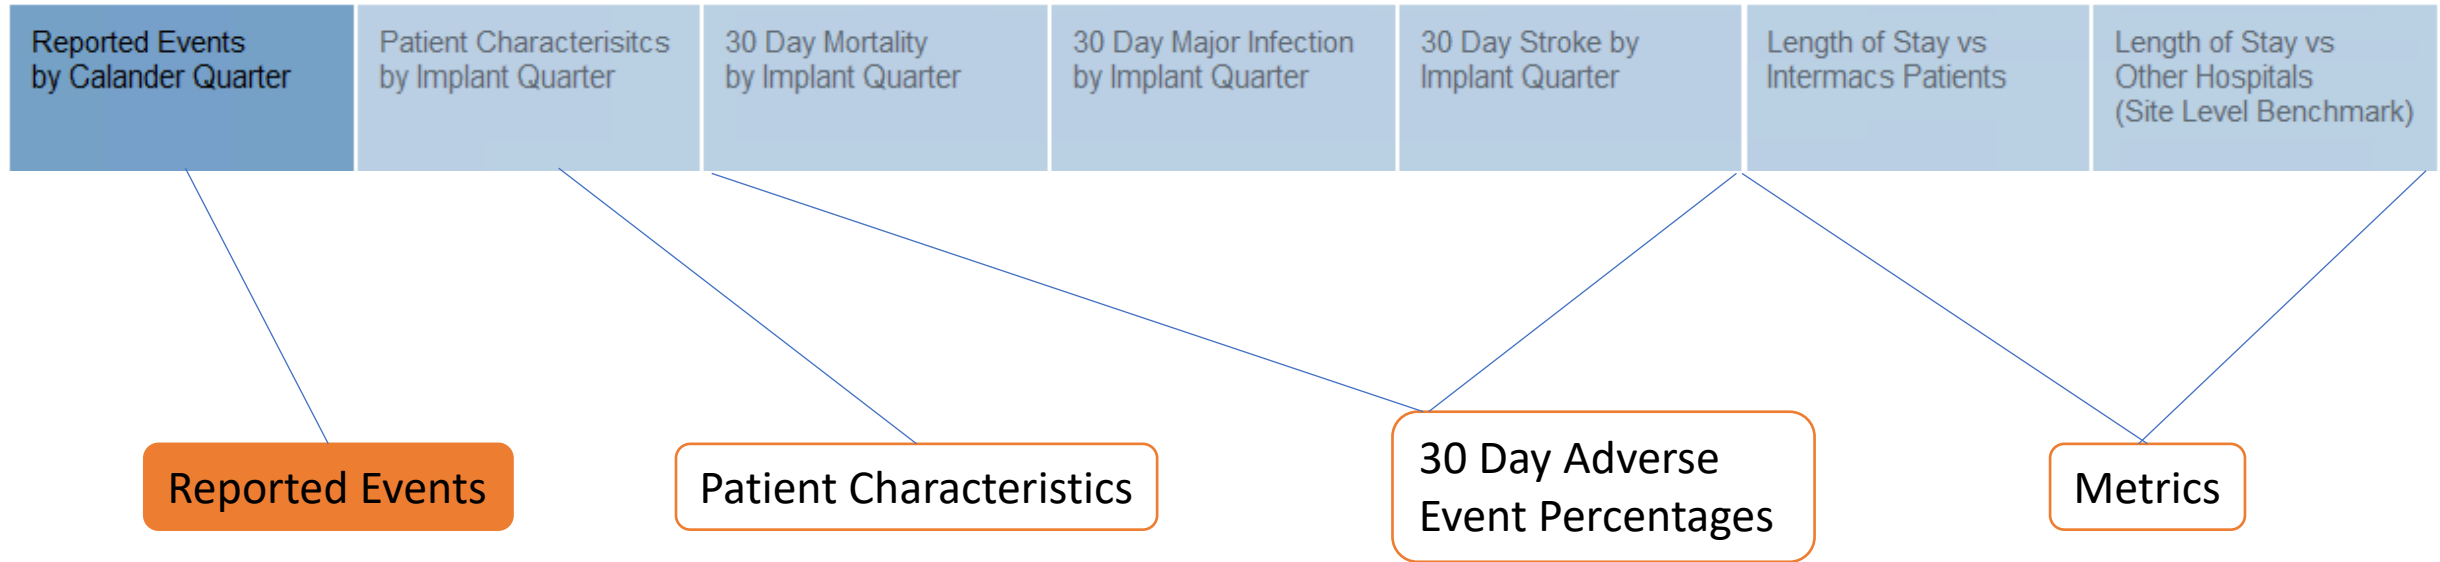 Reported Events
by Calander Quarter
Patient Characterisitcs
by Implant Quarter
30 Day Mortality
by Implant Quarter
30 Day Major Infection
by Implant Quarter
30 Day Stroke by
Implant Quarter
Length of Stay vs
Intermacs Patients
Length of Stay vs
Other Hospitals
(Site Level Benchmark)
Reported Events
Patient Characteristics
30 Day Adverse
Event Percentages
Metrics